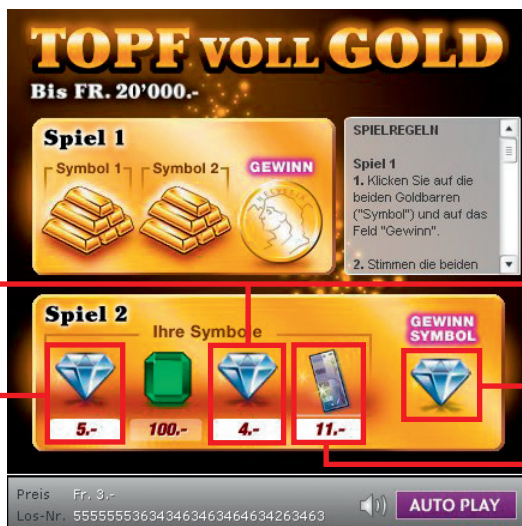 TOPF VOLL GOLD
Bis FR. 20'000.-
Spiel 1
Symbol 1
Symbol 2
GEWINN
HELVETIA
SPIELREGELN
Spiel 1
1. Klicken Sie auf die
beiden Goldbarren
("Symbol") und auf das
Feld "Gewinn".
2. Stimmen die beiden
Spiel 2
Ihre Symbole
GEWINN
SYMBOL
5.-
100.-
4.-
11.-
Preis Fr. 3.-
Los-Nr. 55555553634346346346464634263463
AUTO PLAY